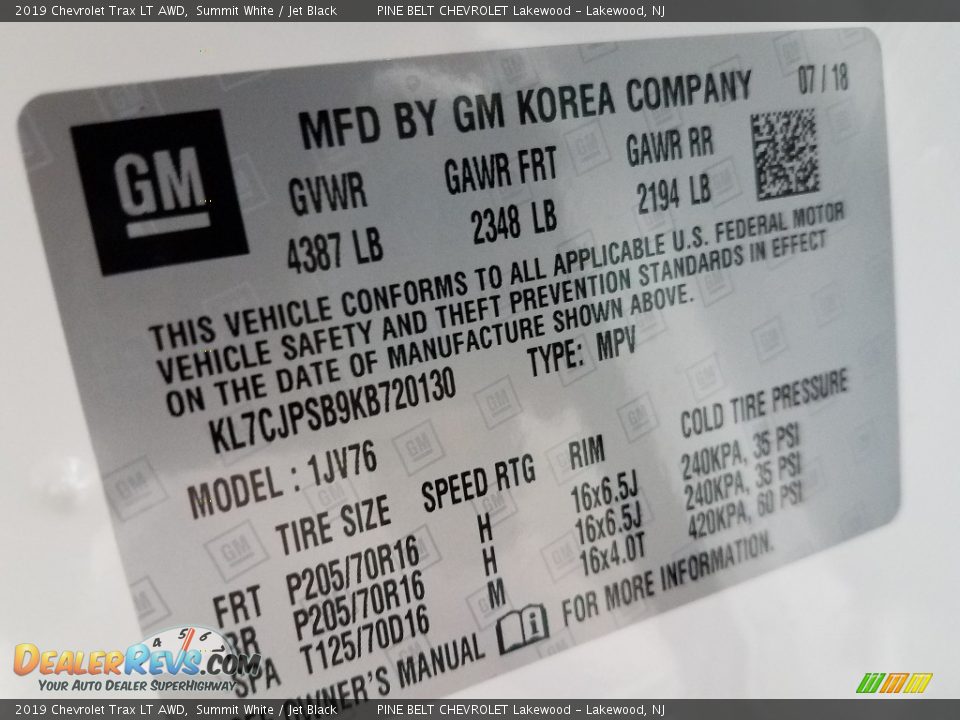 2019 Chevrolet Trax LT AWD, Summit White / Jet Black PINE BELT CHEVROLET Lakewood - Lakewood, NJ
MFD BY GM KOREA COMPANY 07 / 18
GM
GVWR GAWR FRT GAWR RR
4387 LB 2348 LB 2194 LB
THIS VEHICLE CONFORMS TO ALL APPLICABLE U.S. FEDERAL MOTOR
VEHICLE SAFETY AND THEFT PREVENTION STANDARDS IN EFFECT
ON THE DATE OF MANUFACTURE SHOWN ABOVE.
KL7CJPSB9KB720130 TYPE: MPV
MODEL : 1JV76
TIRE SIZE SPEED RTG RIM COLD TIRE PRESSURE
FRT P205/70R16 H 16x6.5J 240KPA, 35 PSI
RR P205/70R16 H 16x6.5J 240KPA, 35 PSI
SPA T125/70D16 M 16x4.0T 420KPA, 60 PSI
OWNER'S MANUAL FOR MORE INFORMATION.
4 5 6
DEALERREVS.COM
YOUR AUTO DEALER SUPERHIGHWAY
2019 Chevrolet Trax LT AWD, Summit White / Jet Black PINE BELT CHEVROLET Lakewood - Lakewood, NJ